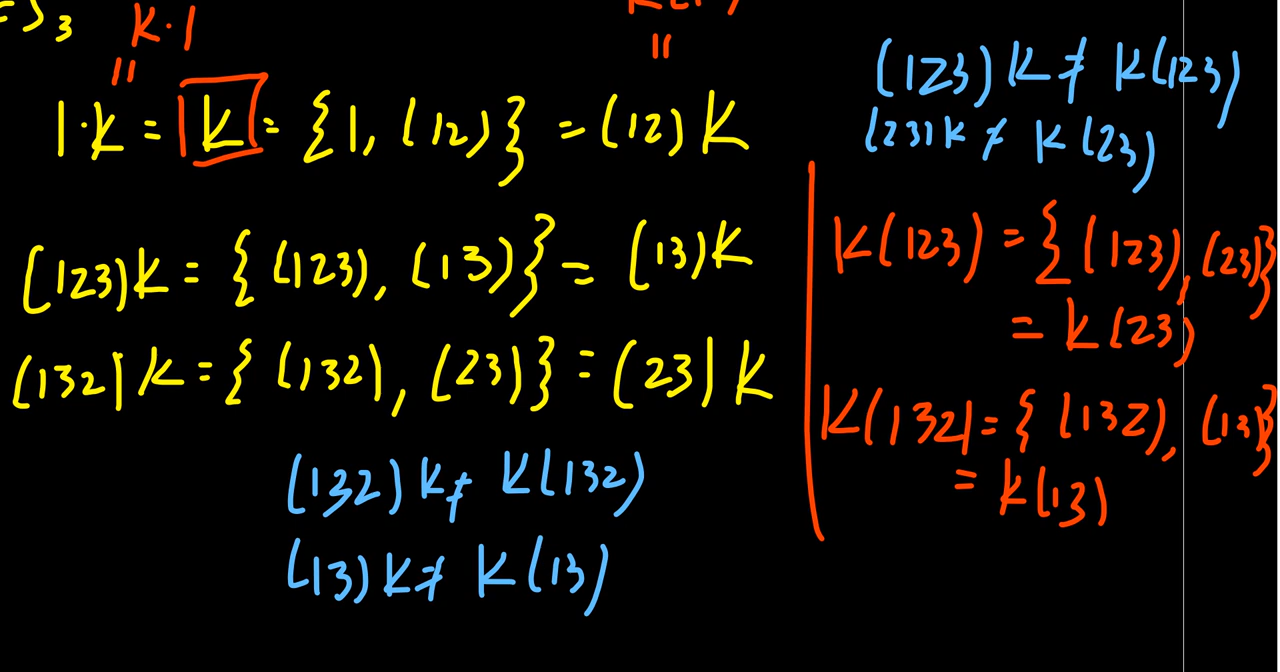 = S₃ K·1
||
||
1·K = K = {1, (12)} = (12)K
(123)K = {(123), (13)} = (13)K
(132)K = {(132), (23)} = (23)K
(132)K ≠ K(132)
(13)K ≠ K(13)
(123)K ≠ K(123)
(23)K ≠ K(23)
K(123) = {(123), (23)}
= K(23)
K(132) = {(132), (13)}
= K(13)